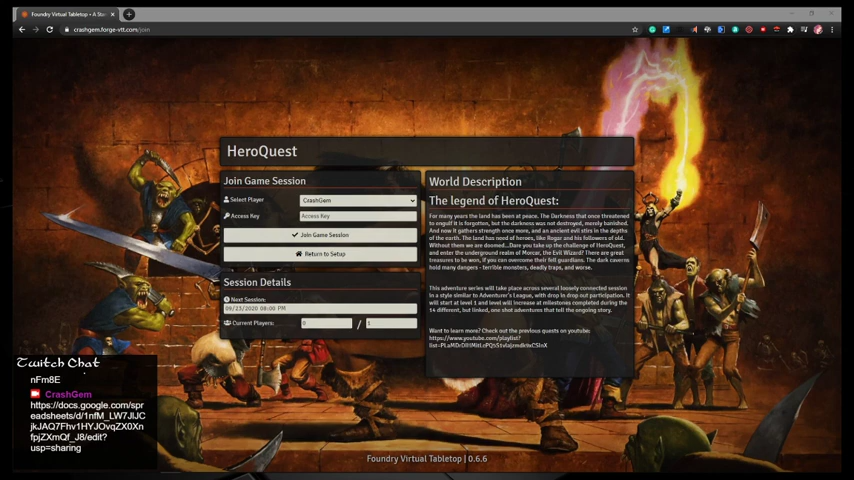 Foundry Virtual Tabletop • A Sta
crashgem.forge-vtt.com/join
HeroQuest
Join Game Session
Select Player
CrashGem
Access Key
Access Key
Join Game Session
Return to Setup
Session Details
Next Session:
09/23/2020 08:00 PM
Current Players:
0
/
1
World Description
The legend of HeroQuest:
For many years the land has been at peace. The Darkness that once threatened
to engulf it is forgotten, but the darkness was not destroyed, merely banished.
And now it gathers strength once more, and an ancient evil stirs in the depths
of the earth. The land has need of heroes, like Rogar and his followers of old.
Without them we are doomed...Dare you take up the challenge of HeroQuest,
and enter the underground realm of Morcar, the Evil Wizard? There are great
treasures to be won, if you can overcome their fell guardians. The dark caverns
hold many dangers - terrible monsters, deadly traps, and worse.
This adventure series will take place across several loosely connected session
in a style similar to Adventurer's League, with drop in drop out participation. It
will start at level 1 and level will increase at milestones completed during the
14 different, but linked, one shot adventures that tell the ongoing story.
Want to learn more? Check out the previous quests on youtube:
https://www.youtube.com/playlist?
Foundry Virtual Tabletop | 0.6.6
Twitch Chat
nFm8E
CrashGem
https://docs.google.com/spr
eadsheets/d/1nfM_LW7JlJC
jkJAQ7Fhv1HYJOvqZX0Xn
fpjZXmQf_J8/edit?
usp=sharing